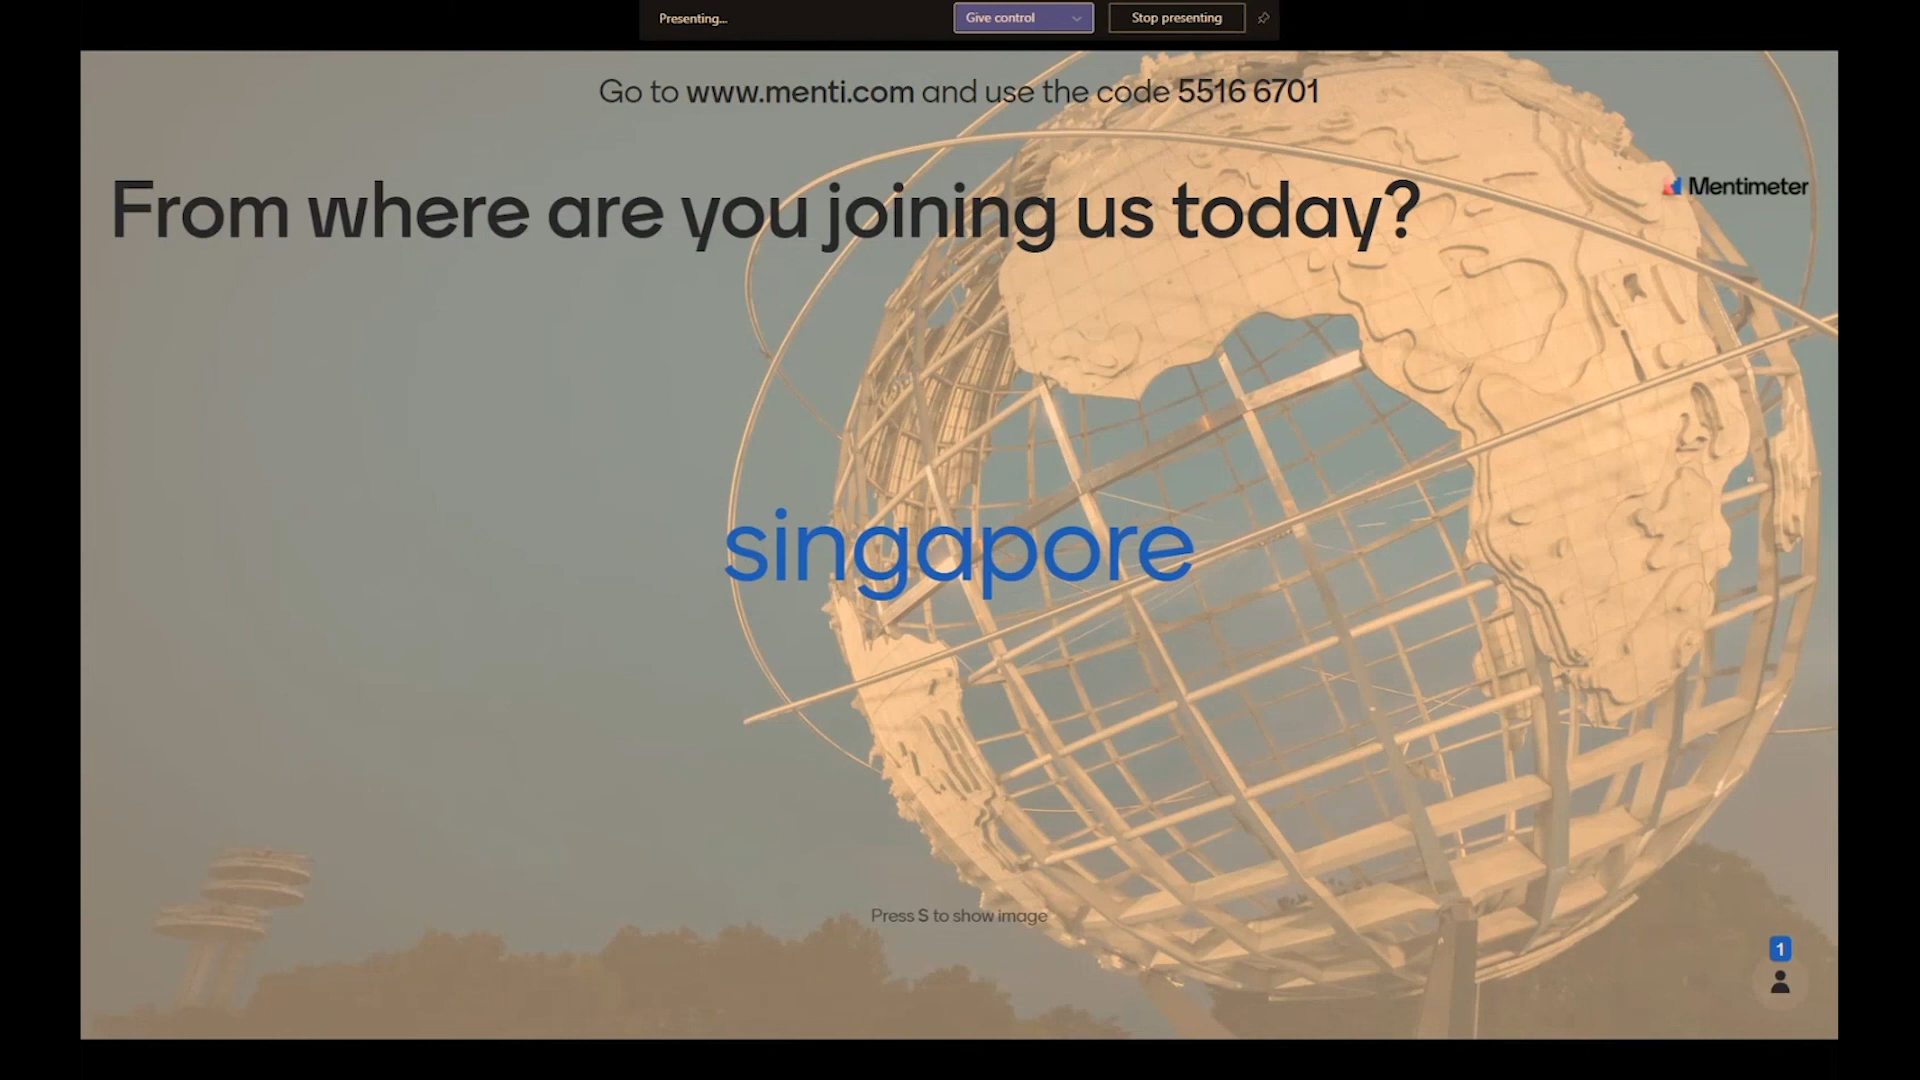 Presenting...
Give control
Stop presenting
Go to www.menti.com and use the code 5516 6701
From where are you joining us today?
Mentimeter
singapore
Press S to show image
1